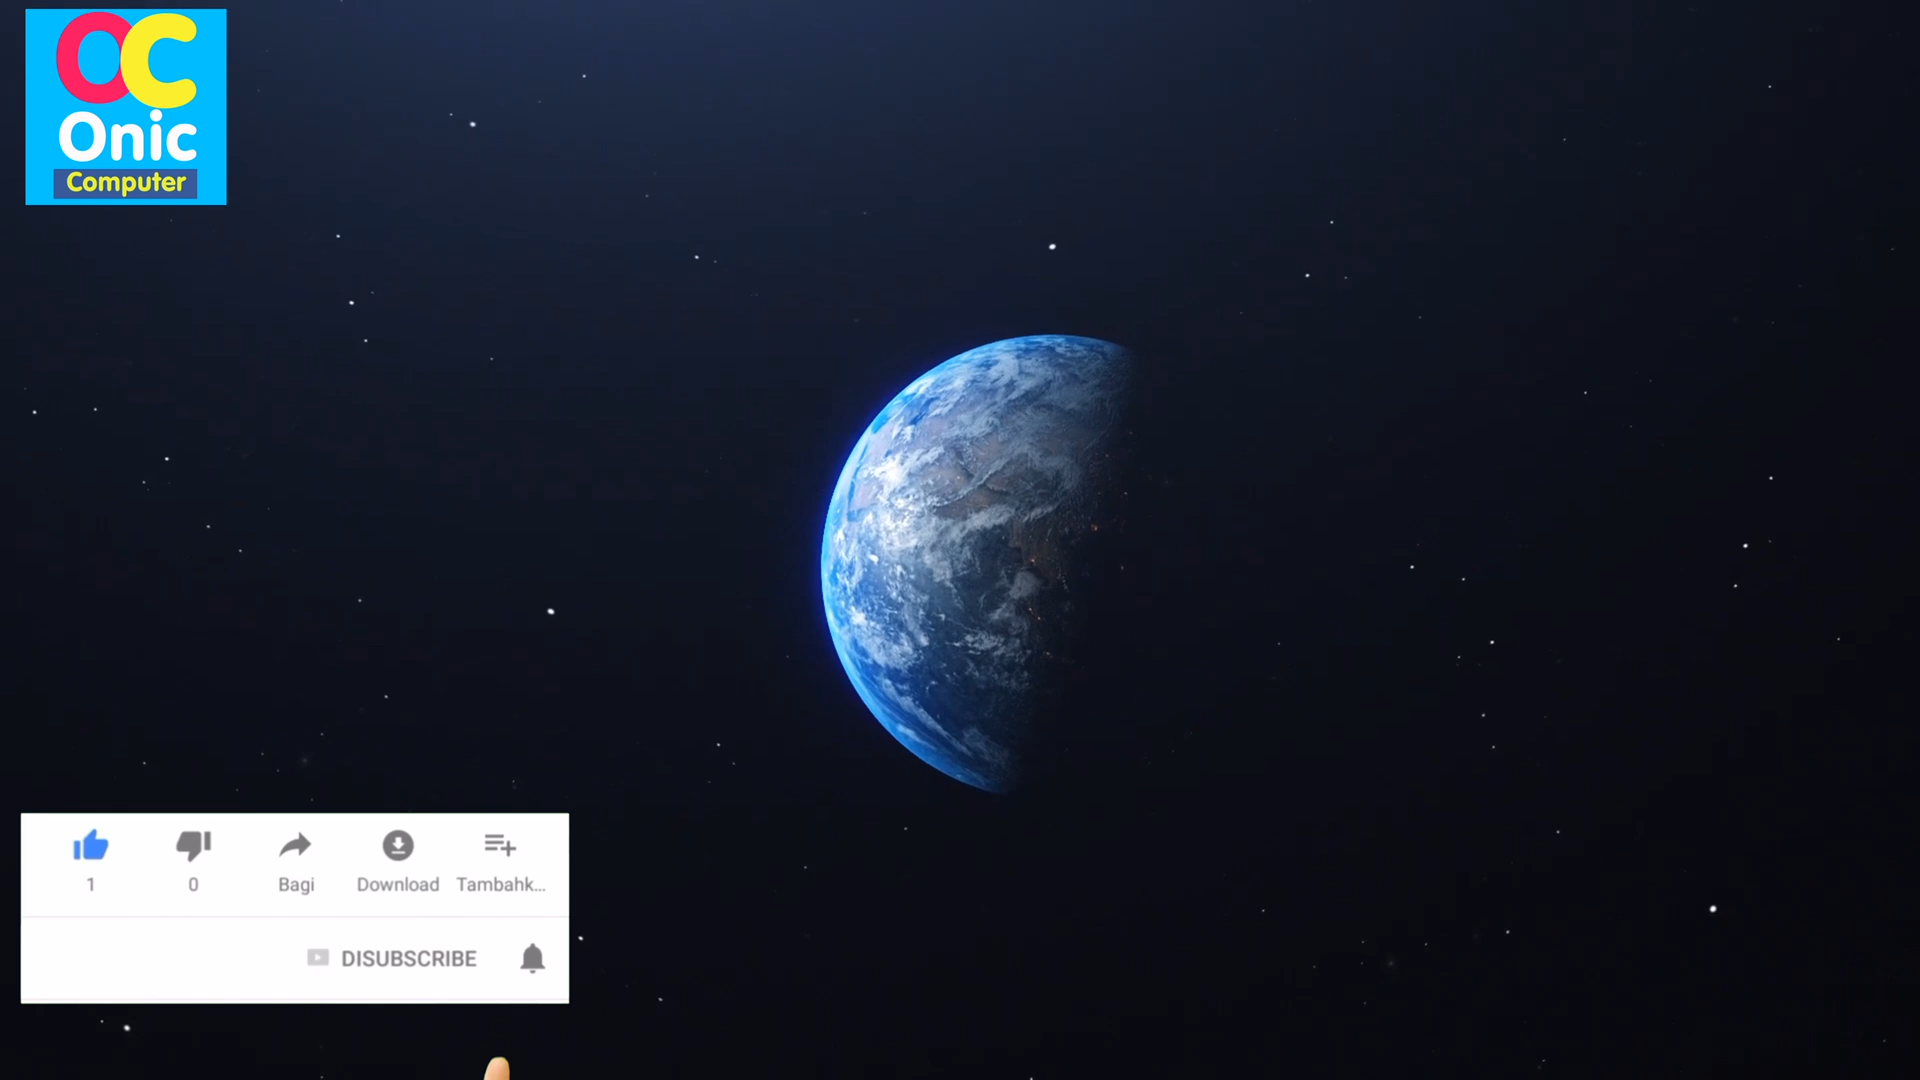 OC
Onic
Computer
1 0 Bagi Download Tambahk...
DISUBSCRIBE